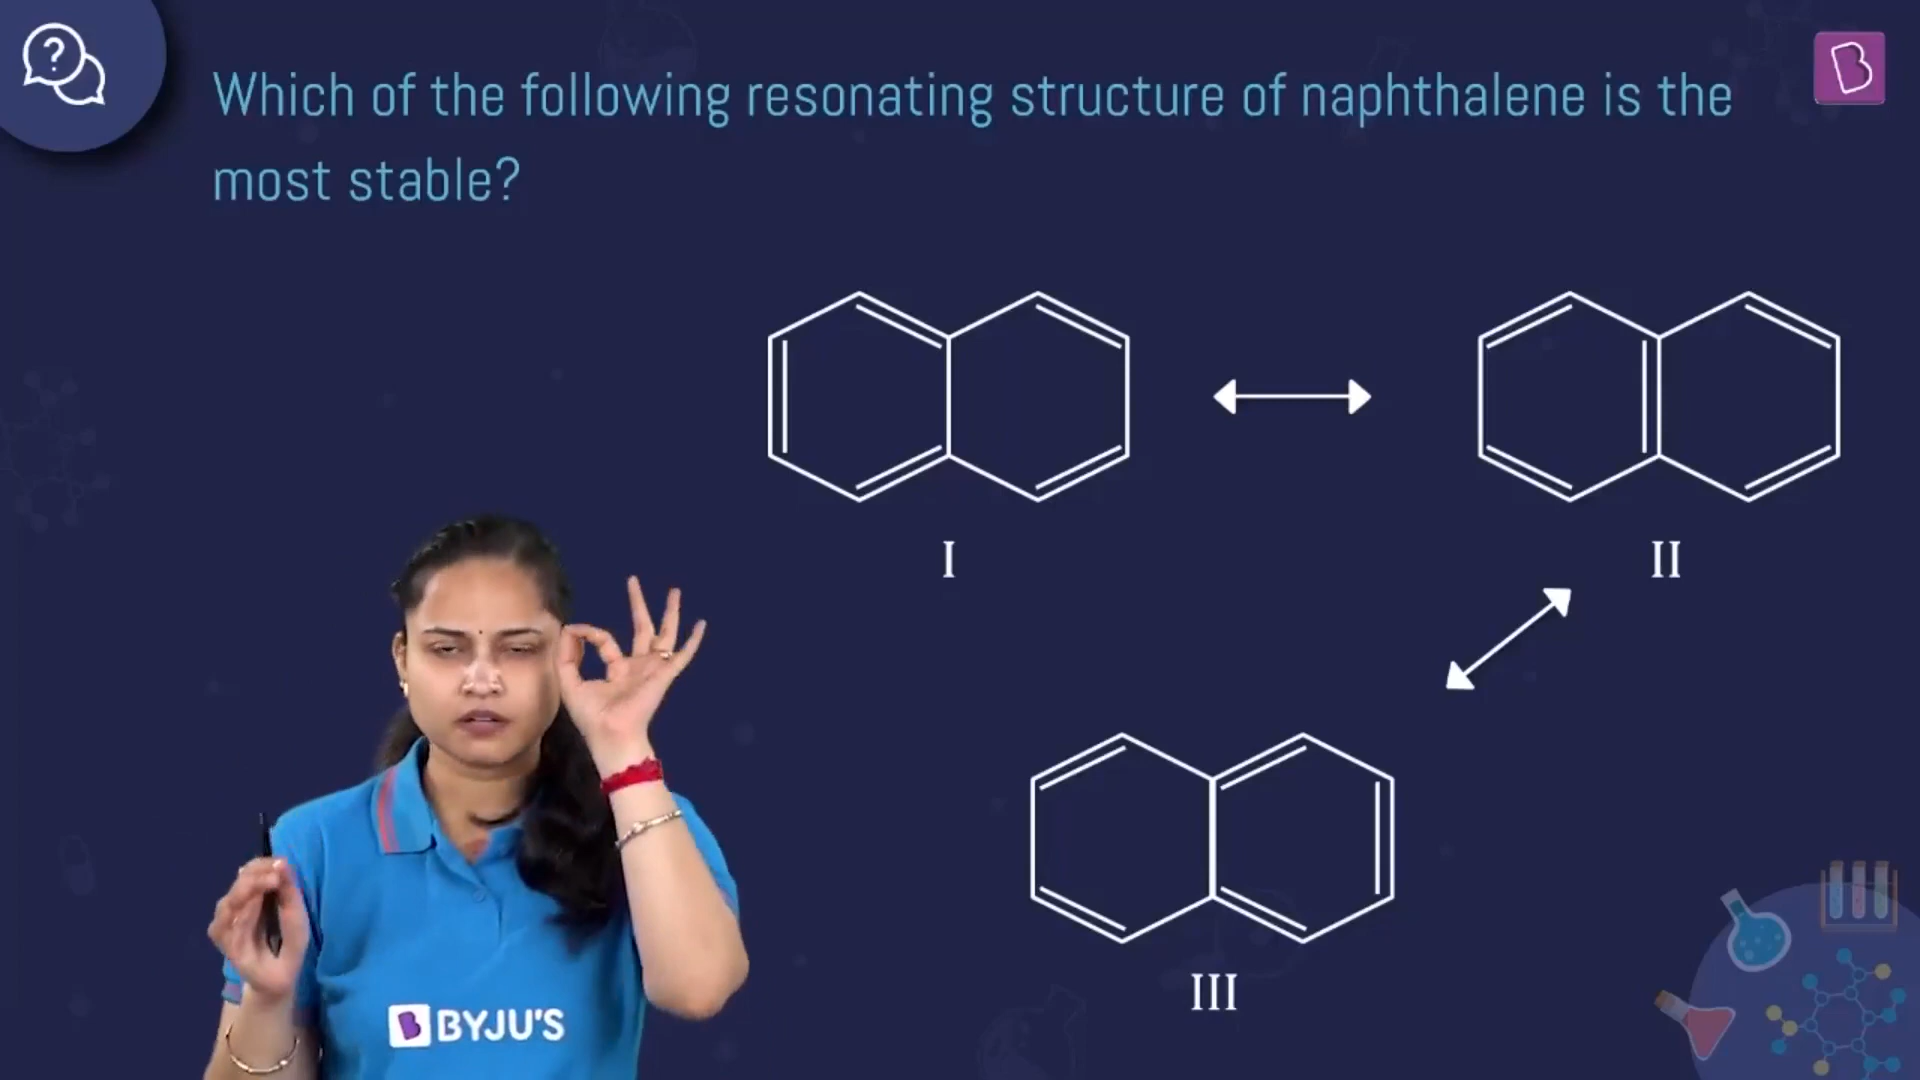 Which of the following resonating structure of naphthalene is the
most stable?
I
II
III
BYJU'S